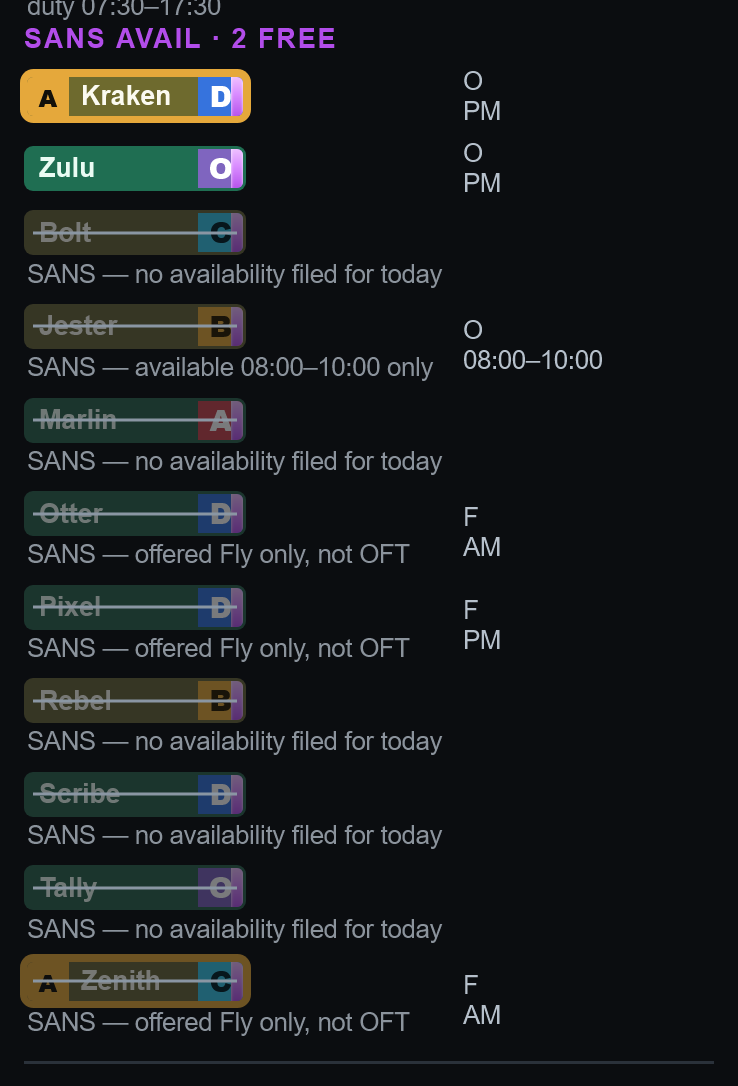 duty 07:30–17:30
SANS AVAIL · 2 FREE
A Kraken D O
PM
Zulu O O
PM
Bolt C
SANS — no availability filed for today
Jester B O
SANS — available 08:00–10:00 only 08:00–10:00
Marlin A
SANS — no availability filed for today
Otter D F
SANS — offered Fly only, not OFT AM
Pixel D F
SANS — offered Fly only, not OFT PM
Rebel B
SANS — no availability filed for today
Scribe D
SANS — no availability filed for today
Tally O
SANS — no availability filed for today
A Zenith C F
SANS — offered Fly only, not OFT AM